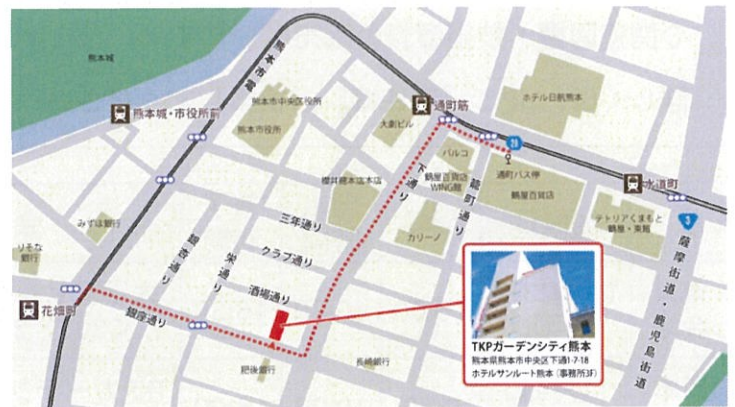 熊本城
熊本市電
熊本城・市役所前
熊本市中央区役所
熊本市役所
大劇ビル
通町筋
ホテル日航熊本
28
パルコ
鶴屋百貨店
WING館
通町バス停
鶴屋百貨店
水道町
テトリアくまもと
鶴屋・東館
3
薩摩街道・鹿児島街道
櫻井總本店本店
下通り
カリーノ
三年通り
クラブ通り
酒場通り
栄通り
みずほ銀行
りそな
銀行
花畑町
銀座通り
肥後銀行
長崎銀行
TKPガーデンシティ熊本
熊本県熊本市中央区下通1-7-18
ホテルサンルート熊本（事務所3F）